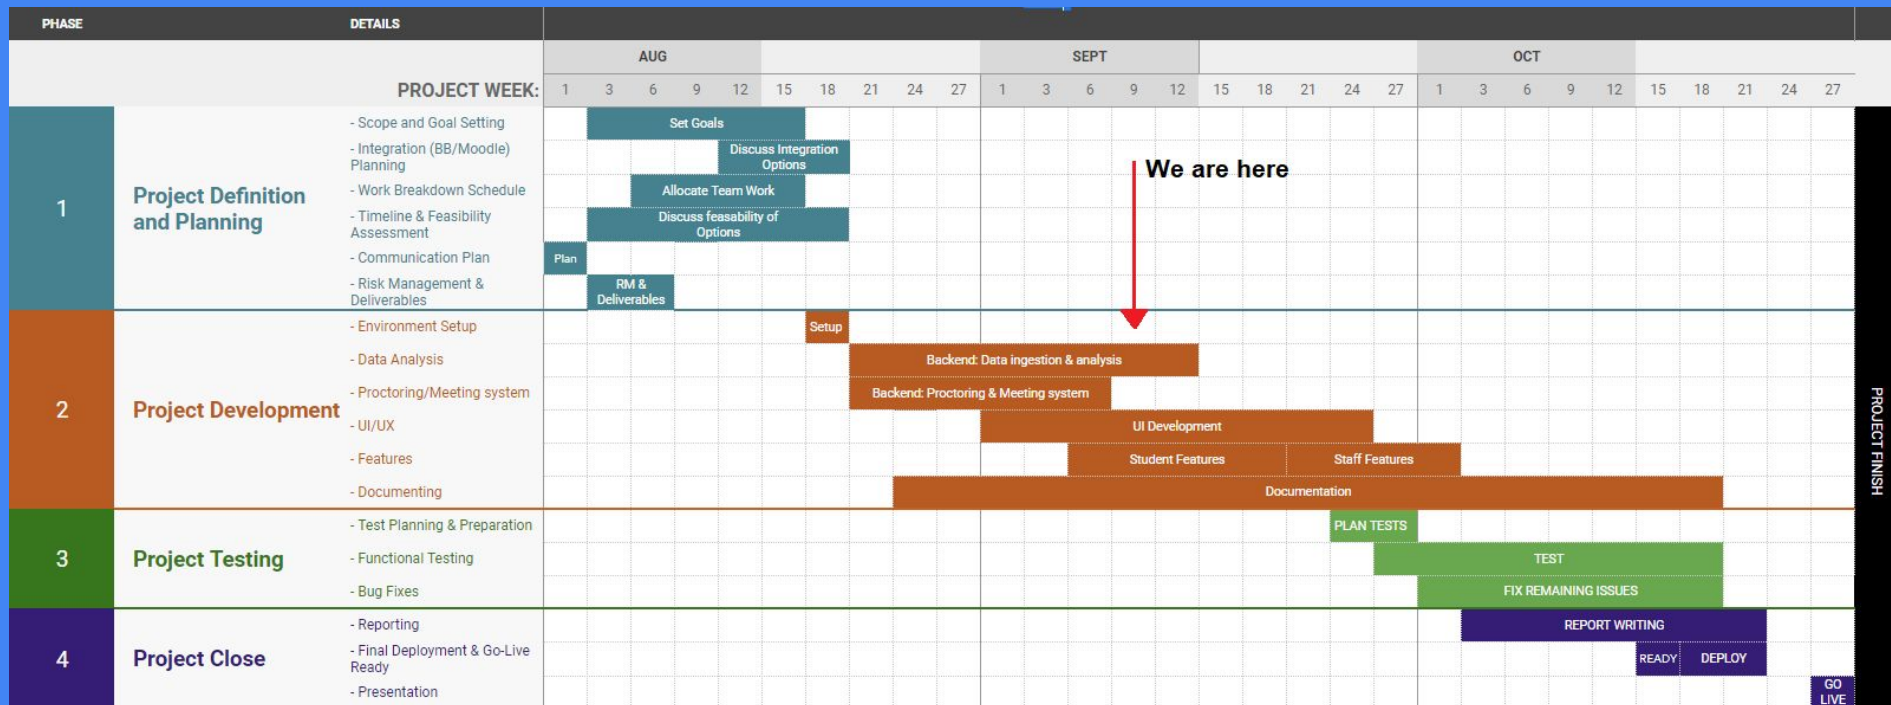 PHASE DETAILS
AUG SEPT OCT
PROJECT WEEK: 1 3 6 9 12 15 18 21 24 27 1 3 6 9 12 15 18 21 24 27 1 3 6 9 12 15 18 21 24 27
1
Project Definition
and Planning
- Scope and Goal Setting
Set Goals
- Integration (BB/Moodle)
Planning
Discuss Integration
Options
- Work Breakdown Schedule
Allocate Team Work
- Timeline & Feasibility
Assessment
Discuss feasability of
Options
- Communication Plan
Plan
- Risk Management &
Deliverables
RM &
Deliverables
We are here
2
Project Development
- Environment Setup
Setup
- Data Analysis
Backend: Data ingestion & analysis
- Proctoring/Meeting system
Backend: Proctoring & Meeting system
- UI/UX
UI Development
- Features
Student Features
Staff Features
- Documenting
Documentation
3
Project Testing
- Test Planning & Preparation
PLAN TESTS
- Functional Testing
TEST
- Bug Fixes
FIX REMAINING ISSUES
4
Project Close
- Reporting
REPORT WRITING
- Final Deployment & Go-Live
Ready
READY
DEPLOY
- Presentation
GO
LIVE
PROJECT FINISH